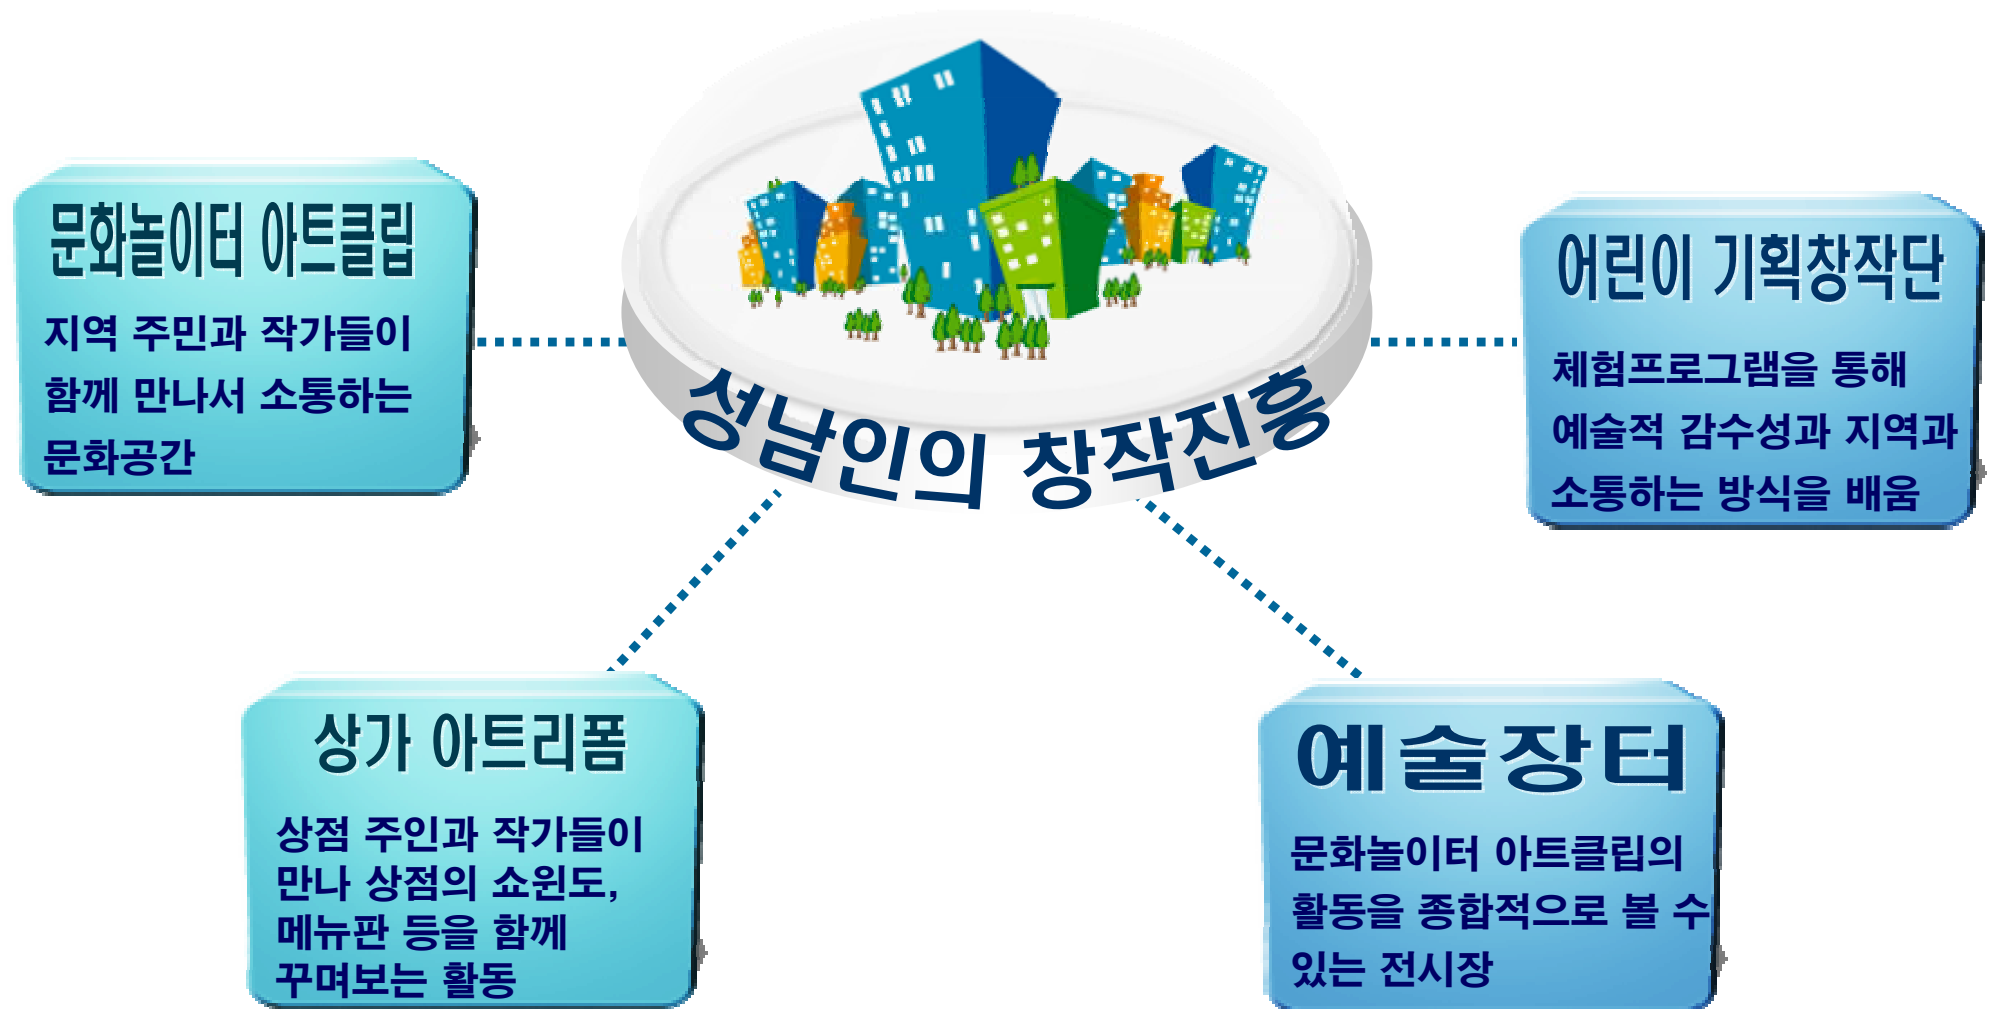 성남인의 창작진흥
문화놀이터 아트클립
지역 주민과 작가들이
함께 만나서 소통하는
문화공간
어린이 기획창작단
체험프로그램을 통해
예술적 감수성과 지역과
소통하는 방식을 배움
상가 아트리폼
상점 주인과 작가들이
만나 상점의 쇼윈도,
메뉴판 등을 함께
꾸며보는 활동
예술장터
문화놀이터 아트클립의
활동을 종합적으로 볼 수
있는 전시장